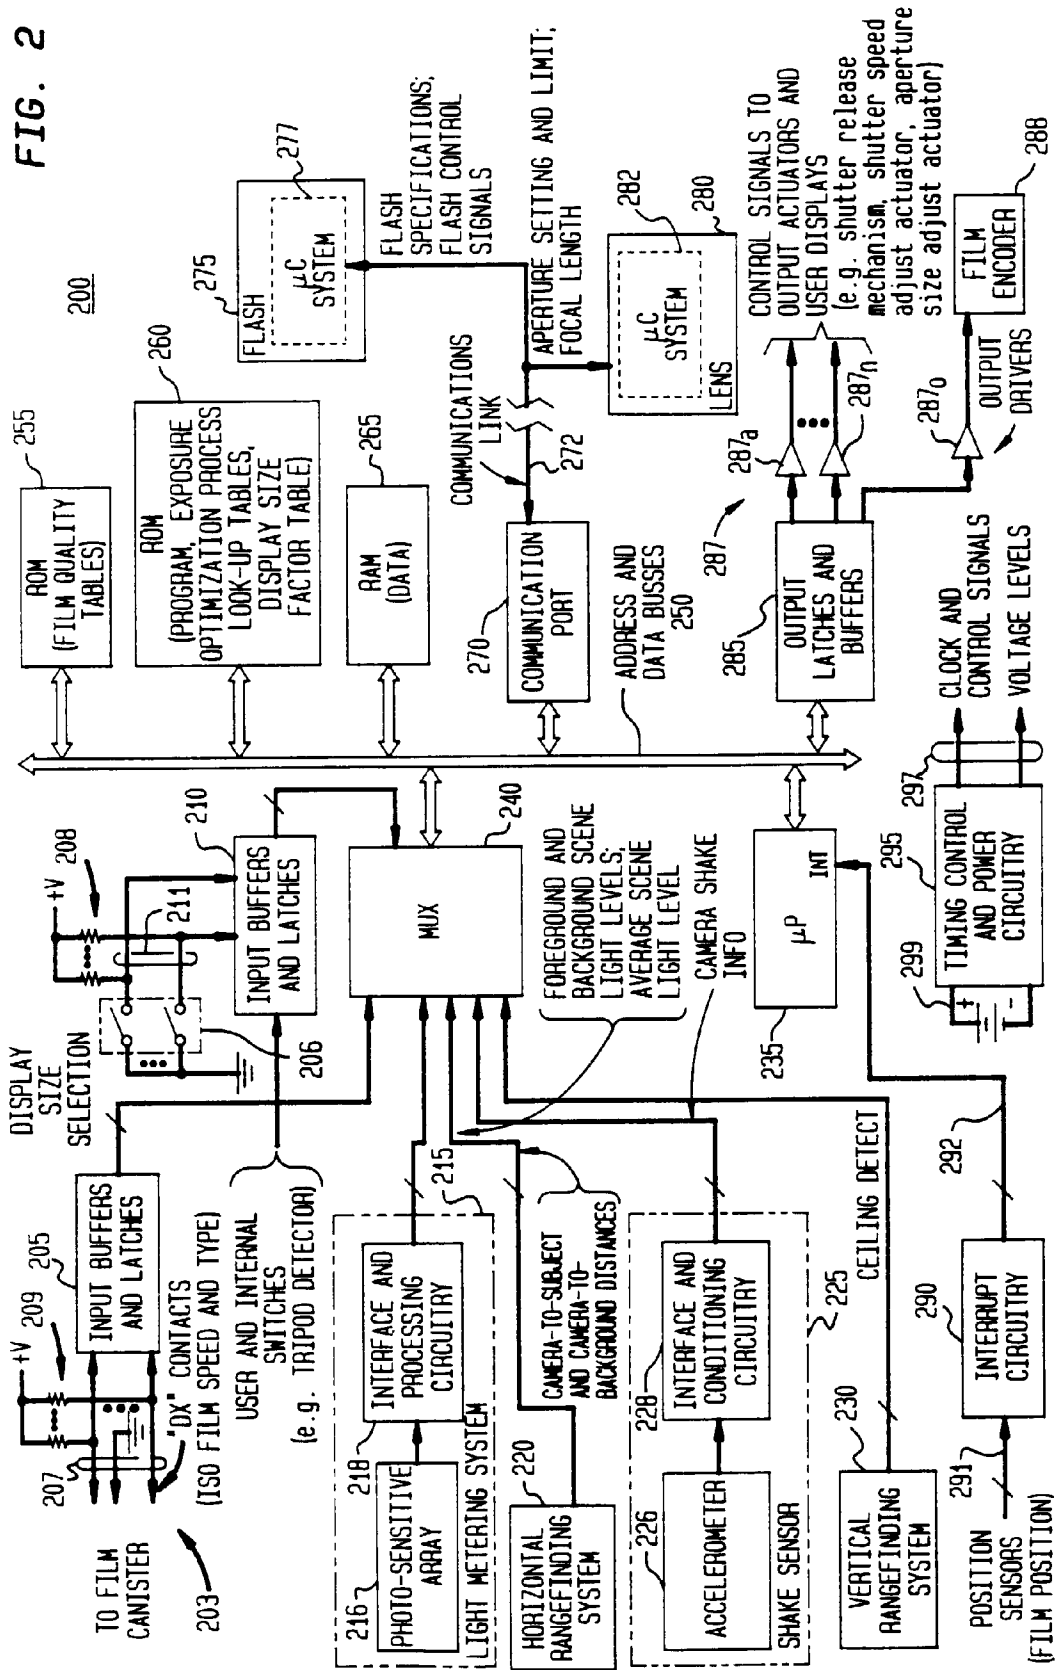 FIG. 2
200
TO FILM
CANISTER
203
207
+V
209
205
INPUT BUFFERS
AND LATCHES
"DX" CONTACTS
(ISO FILM SPEED AND TYPE)
DISPLAY
SIZE
SELECTION
+V
208
211
206
210
INPUT BUFFERS
AND LATCHES
USER AND INTERNAL
SWITCHES
(e.g. TRIPOD DETECTOR)
216
PHOTO-SENSITIVE
ARRAY
218
INTERFACE AND
PROCESSING
CIRCUITRY
LIGHT METERING SYSTEM
215
220
HORIZONTAL
RANGEFINDING
SYSTEM
CAMERA-TO-SUBJECT
AND CAMERA-TO-
BACKGROUND DISTANCES
226
ACCELEROMETER
228
INTERFACE AND
CONDITIONING
CIRCUITRY
SHAKE SENSOR
225
230
VERTICAL
RANGEFINDING
SYSTEM
CEILING DETECT
POSITION
SENSORS
(FILM POSITION)
291
290
INTERRUPT
CIRCUITRY
292
MUX
240
FOREGROUND AND
BACKGROUND SCENE
LIGHT LEVELS;
AVERAGE SCENE
LIGHT LEVEL
CAMERA SHAKE
INFO
235
μP
INT
299
+
-
295
TIMING CONTROL
AND POWER
CIRCUITRY
297
CLOCK AND
CONTROL SIGNALS
VOLTAGE LEVELS
255
ROM
(FILM QUALITY
TABLES)
260
ROM
(PROGRAM, EXPOSURE
OPTIMIZATION PROCESS
LOOK-UP TABLES,
DISPLAY SIZE
FACTOR TABLE)
265
RAM
(DATA)
270
COMMUNICATION
PORT
COMMUNICATIONS
LINK
272
ADDRESS AND
DATA BUSSES
250
275
FLASH
μC
SYSTEM
277
FLASH
SPECIFICATIONS;
FLASH CONTROL
SIGNALS
APERTURE SETTING AND LIMIT;
FOCAL LENGTH
μC
SYSTEM
282
LENS
280
285
OUTPUT
LATCHES AND
BUFFERS
287
287a
287n
287o
OUTPUT
DRIVERS
CONTROL SIGNALS TO
OUTPUT ACTUATORS AND
USER DISPLAYS
(e.g. shutter release
mechanism, shutter speed
adjust actuator, aperture
size adjust actuator)
FILM
ENCODER
288